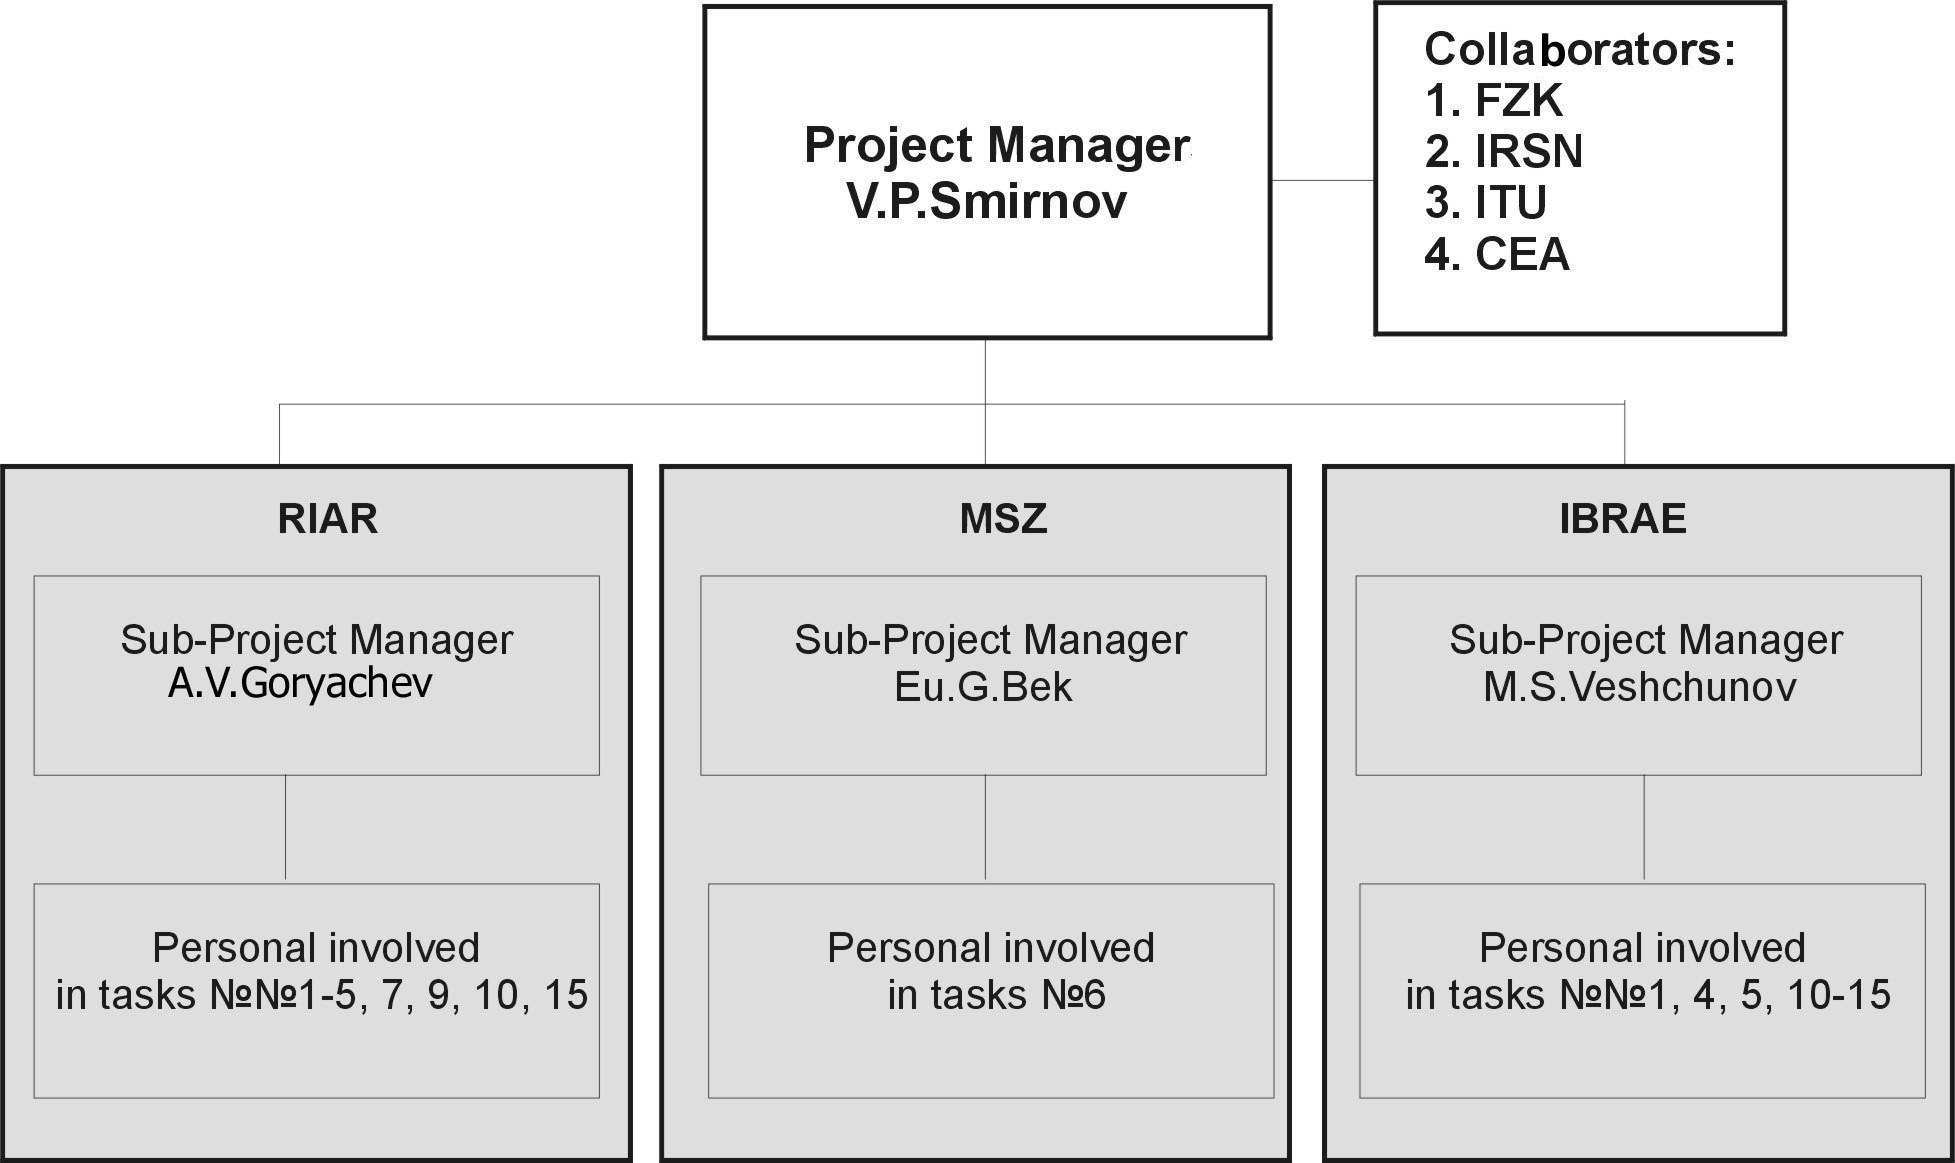 Project Manager
V.P.Smirnov
Collaborators:
1. FZK
2. IRSN
3. ITU
4. CEA
RIAR
Sub-Project Manager
A.V.Goryachev
Personal involved
in tasks №№1-5, 7, 9, 10, 15
MSZ
Sub-Project Manager
Eu.G.Bek
Personal involved
in tasks №6
IBRAE
Sub-Project Manager
M.S.Veshchunov
Personal involved
in tasks №№1, 4, 5, 10-15